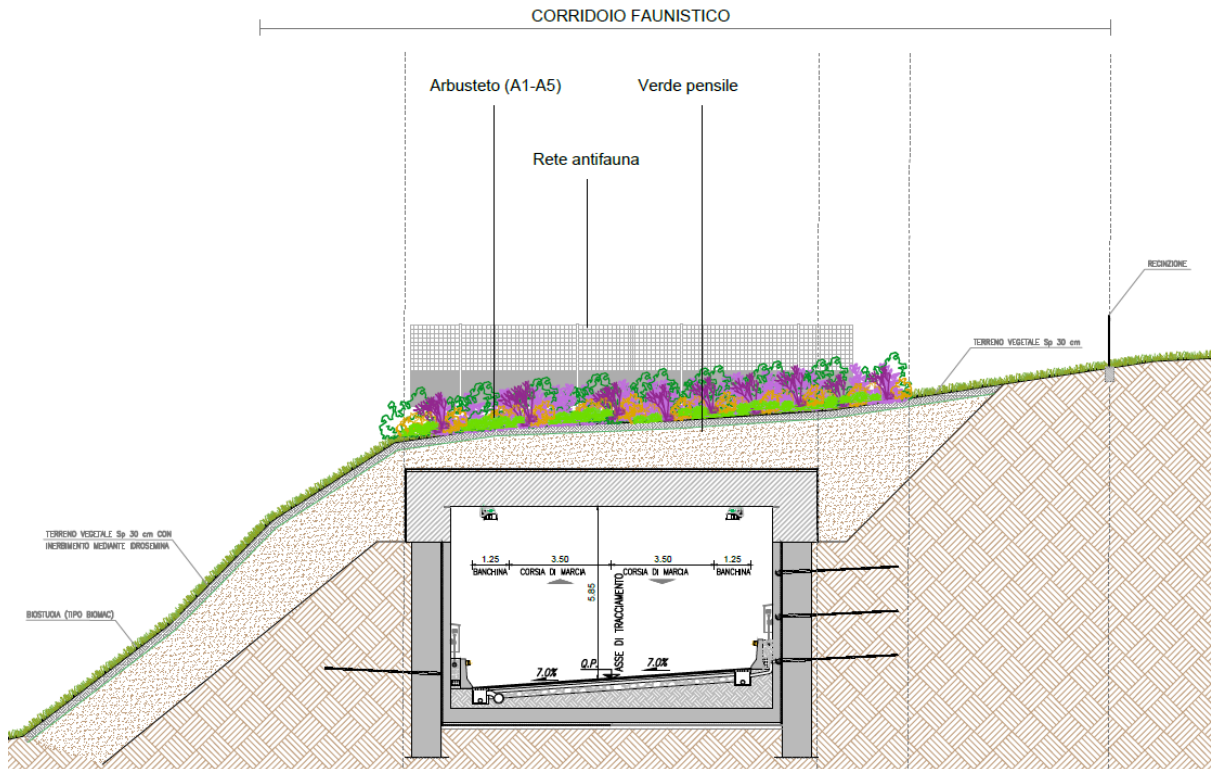 CORRIDOIO FAUNISTICO
Arbusteto (A1-A5)
Verde pensile
Rete antifauna
RECINZIONE
TERRENO VEGETALE Sp 30 cm
TERRENO VEGETALE Sp 30 cm CON
INERBIMENTO MEDIANTE IDROSEMINA
BIOSTUOIA (TIPO BIOMAC)
1.25
3.50
3.50
1.25
BANCHINA
CORSIA DI MARCIA
CORSIA DI MARCIA
BANCHINA
5.85
ASSE DI TRACCIAMENTO
7.0%
Q.P.
7.0%